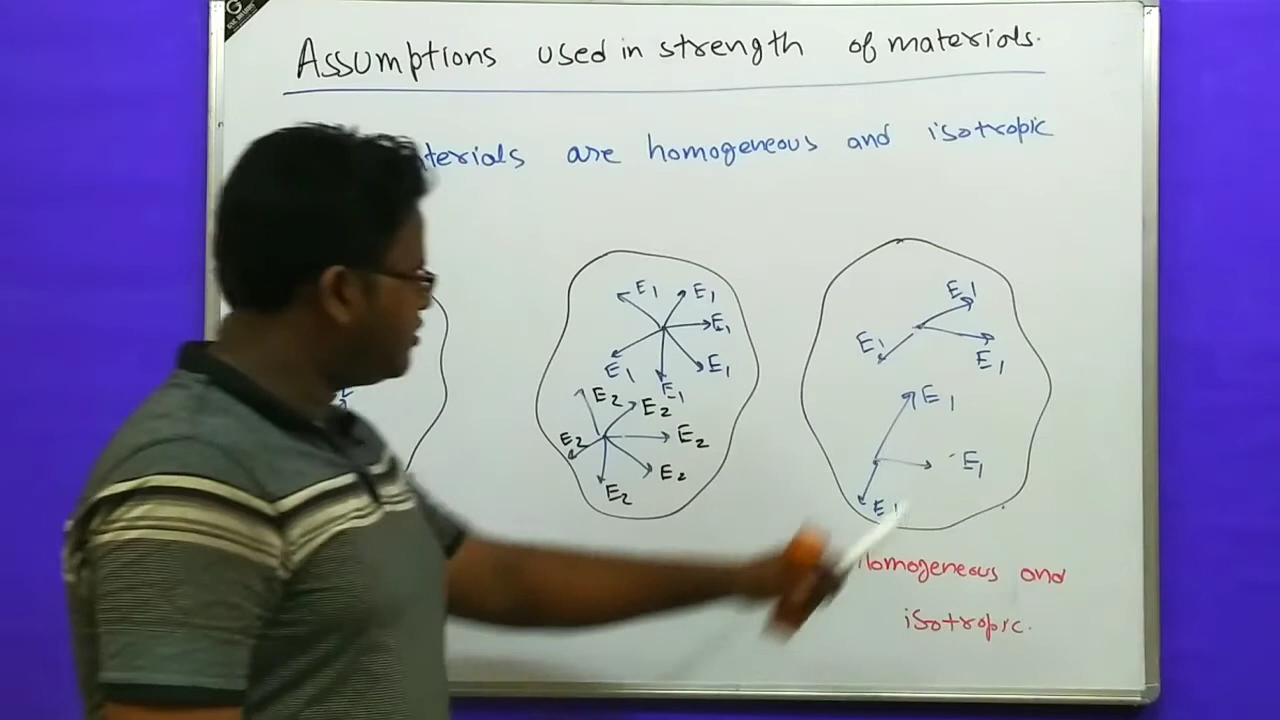 Assumptions used in strength of materials.
terials are homogeneous and isotropic
E1 E1
E1
E1 E1
E1
E2 E2
E2 E2
E2
E2
E1
E1 E1
E1
E1
E1
Homogeneous and
isotropic.